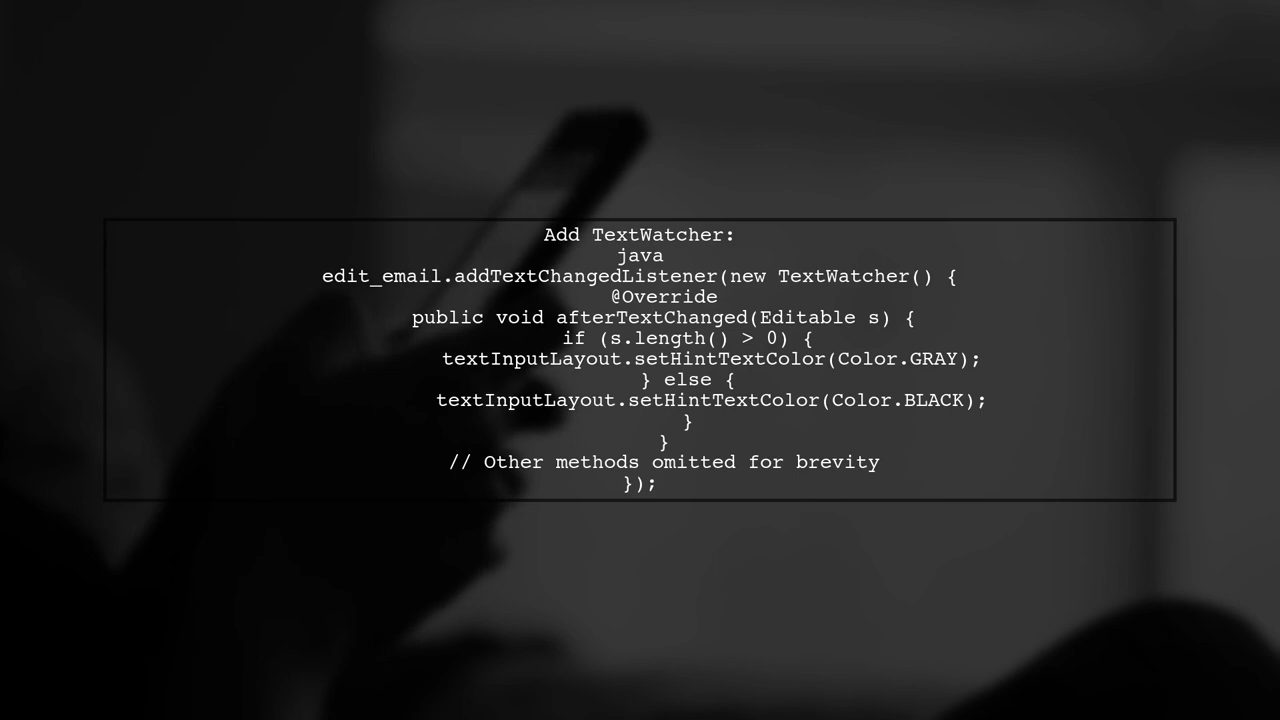 Add TextWatcher:
java
edit_email.addTextChangedListener(new TextWatcher() {
@Override
public void afterTextChanged(Editable s) {
if (s.length() > 0) {
textInputLayout.setHintTextColor(Color.GRAY);
} else {
textInputLayout.setHintTextColor(Color.BLACK);
}
}
// Other methods omitted for brevity
});